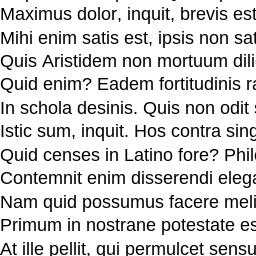 Maximus dolor, inquit, brevis est
Mihi enim satis est, ipsis non sat
Quis Aristidem non mortuum dili
Quid enim? Eadem fortitudinis ra
In schola desinis. Quis non odit s
Istic sum, inquit. Hos contra sing
Quid censes in Latino fore? Phil
Contemnit enim disserendi elega
Nam quid possumus facere meli
Primum in nostrane potestate es
At ille pellit, qui permulcet sensu